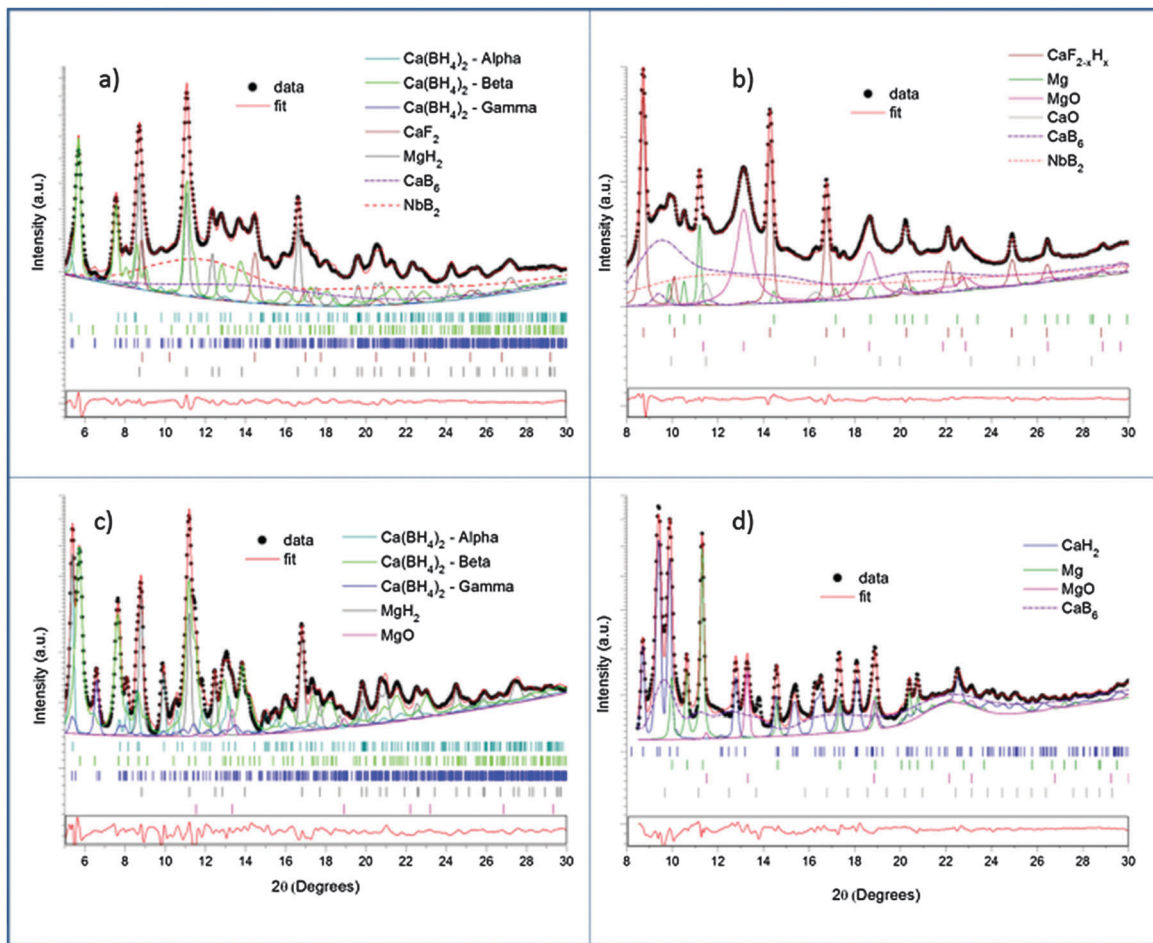 a)
data
fit
Ca(BH4)2 - Alpha
Ca(BH4)2 - Beta
Ca(BH4)2 - Gamma
CaF2
MgH2
CaB6
NbB2
Intensity (a.u.)
6 8 10 12 14 16 18 20 22 24 26 28 30
b)
data
fit
CaF2-xHx
Mg
MgO
CaO
CaB6
NbB2
Intensity (a.u.)
8 10 12 14 16 18 20 22 24 26 28 30
c)
data
fit
Ca(BH4)2 - Alpha
Ca(BH4)2 - Beta
Ca(BH4)2 - Gamma
MgH2
MgO
Intensity (a.u.)
6 8 10 12 14 16 18 20 22 24 26 28 30
2θ (Degrees)
d)
data
fit
CaH2
Mg
MgO
CaB6
Intensity (a.u.)
8 10 12 14 16 18 20 22 24 26 28 30
2θ (Degrees)